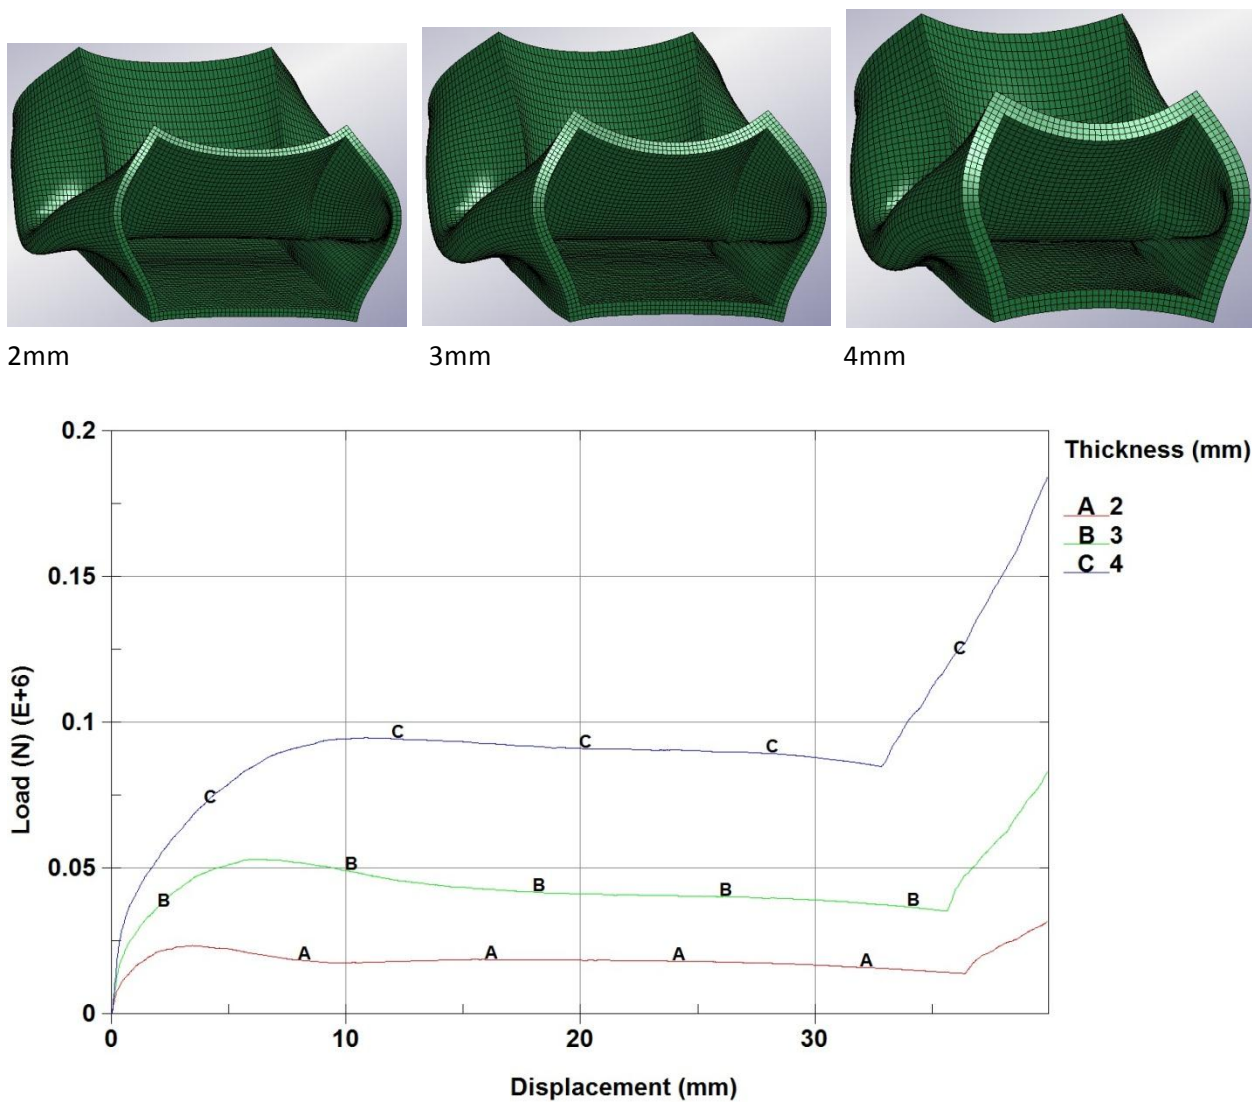 2mm
3mm
4mm
0.2
0.15
0.1
0.05
0
Load (N) (E+6)
C
C
C
C
C
B
B
B
B
B
A
A
A
A
0
10
20
30
Displacement (mm)
Thickness (mm)
A 2
B 3
C 4